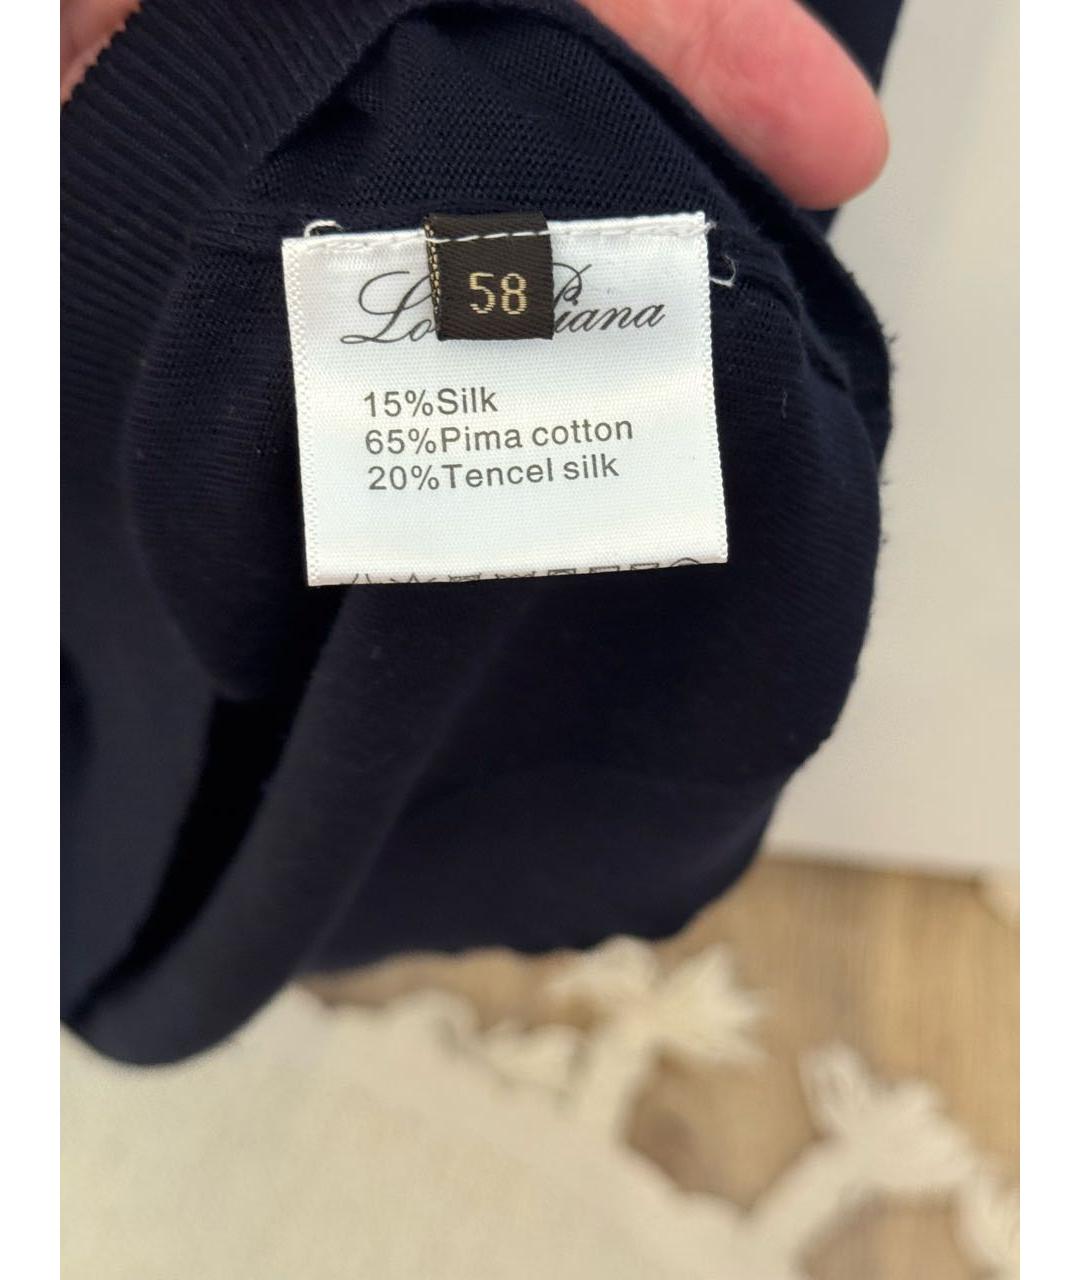 58
15%Silk
65%Pima cotton
20%Tencel silk